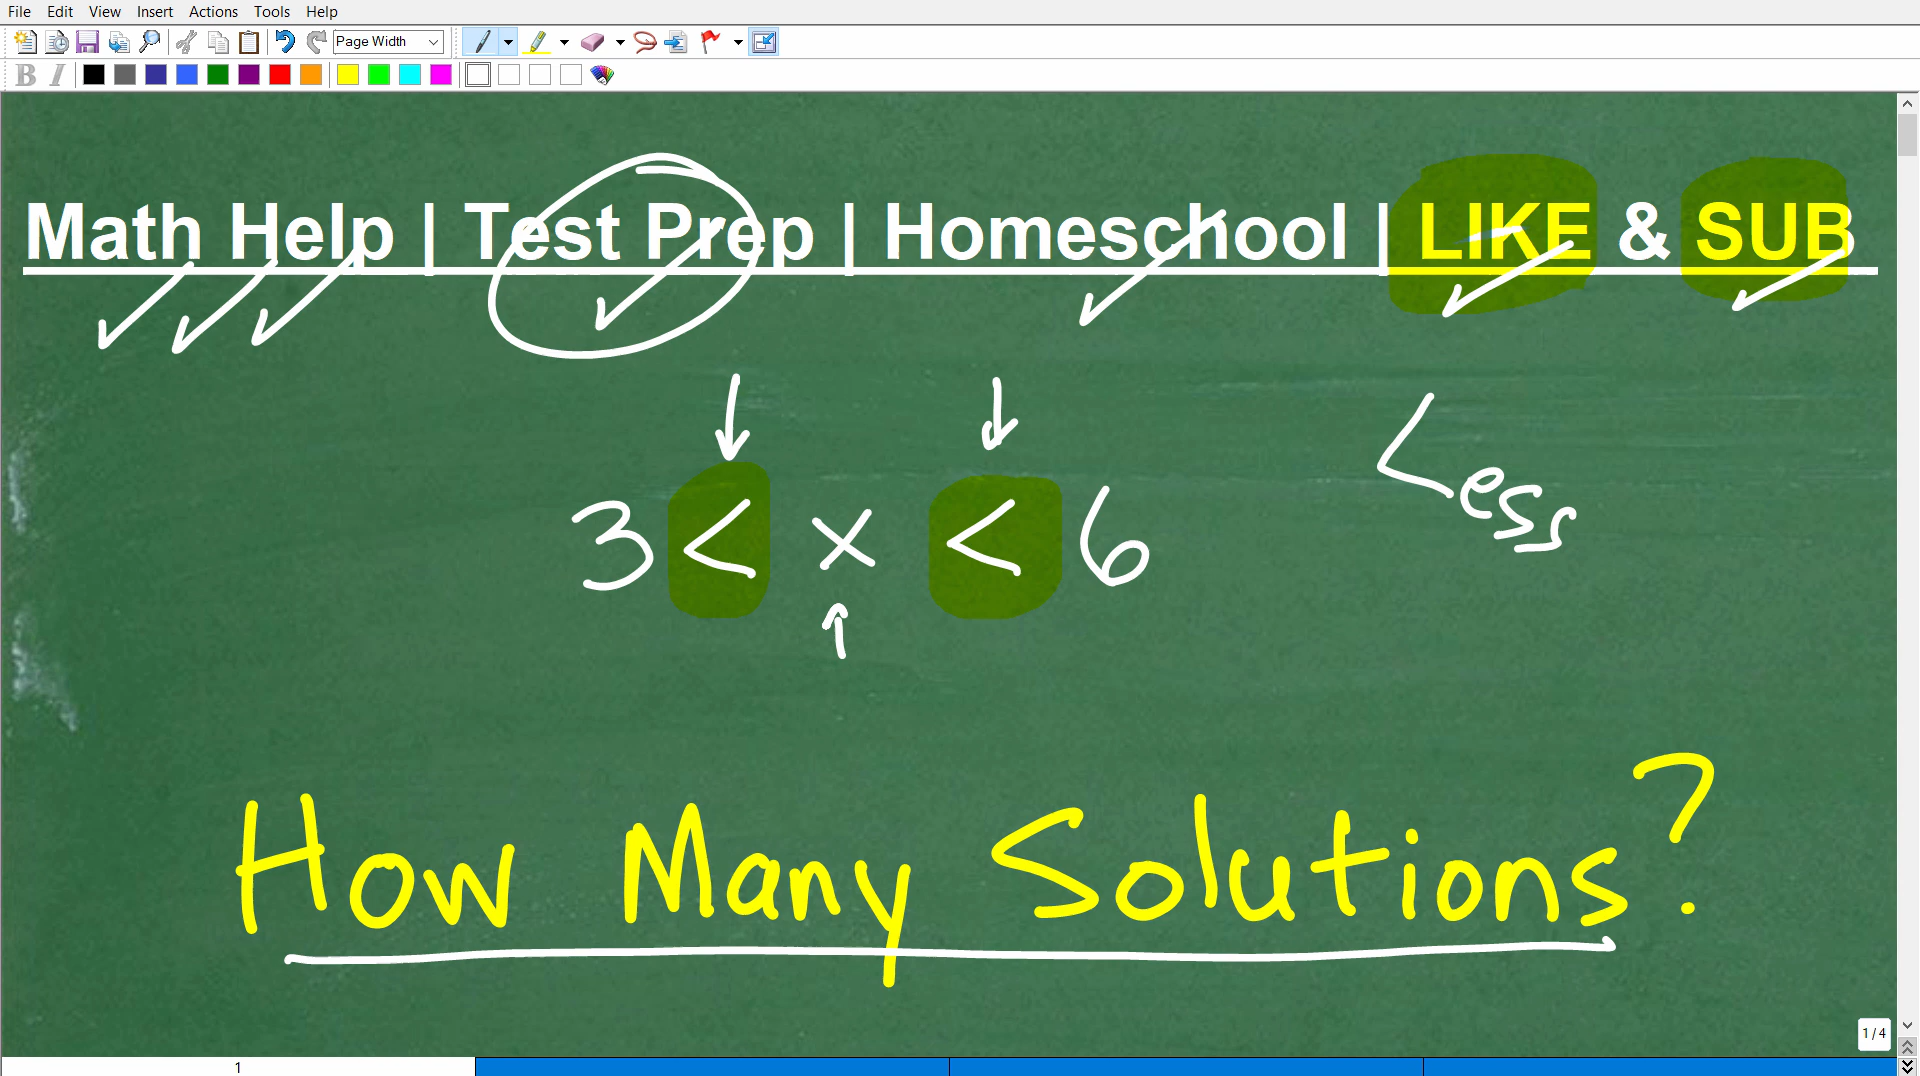 File Edit View Insert Actions Tools Help
Page Width
B I
Math Help | Test Prep | Homeschool | LIKE & SUB
Less
3 < x < 6
How Many Solutions?
1 / 4
1